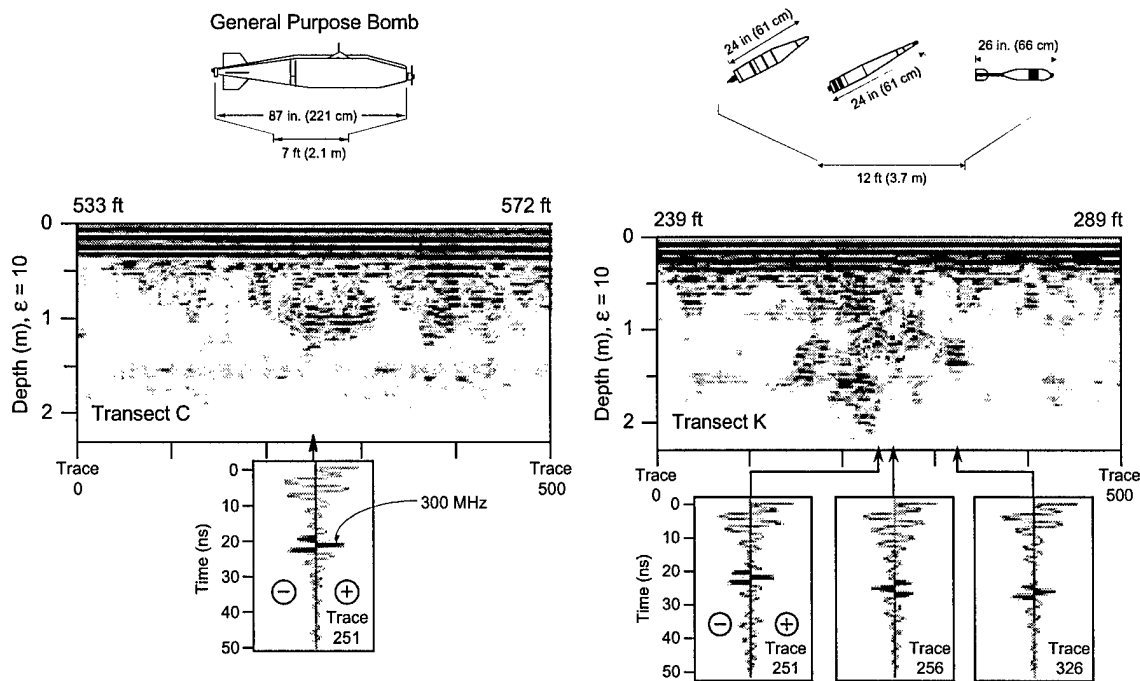 General Purpose Bomb
87 in. (221 cm)
7 ft (2.1 m)
533 ft
572 ft
0
1
2
Depth (m), ε = 10
Transect C
Trace
0
Trace
500
0
10
20
30
40
50
Time (ns)
300 MHz
−
+
Trace
251
24 in (61 cm)
24 in (61 cm)
26 in. (66 cm)
12 ft (3.7 m)
239 ft
289 ft
0
1
2
Depth (m), ε = 10
Transect K
Trace
0
Trace
500
0
10
20
30
40
50
Time (ns)
−
+
Trace
251
Trace
256
Trace
326